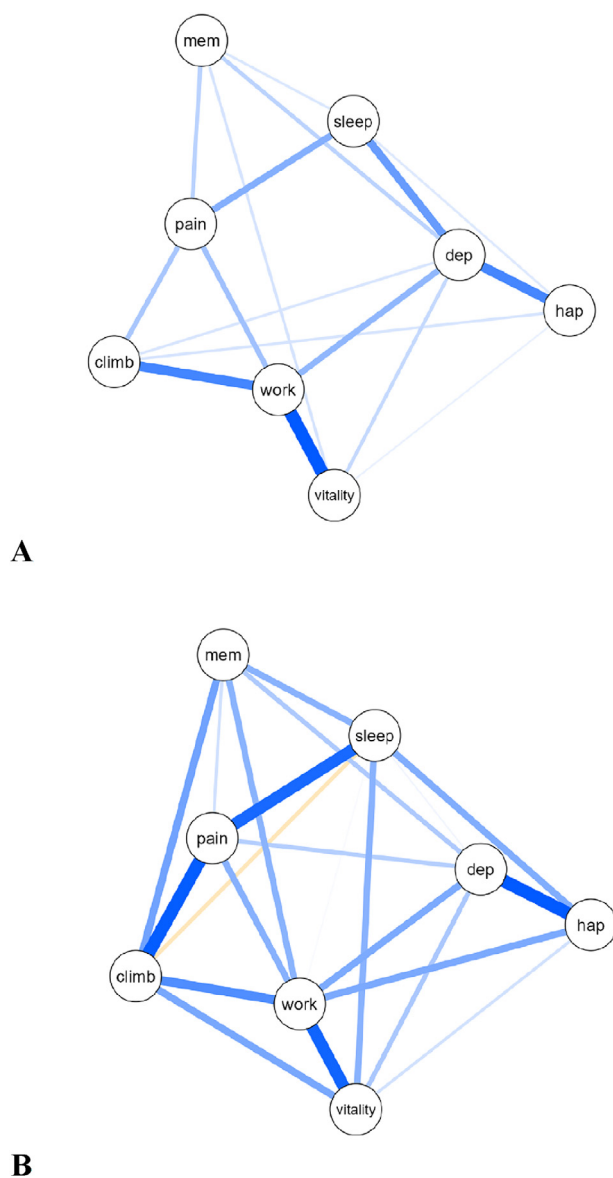 mem
sleep
pain
dep
hap
climb
work
vitality
A
mem
sleep
pain
dep
hap
climb
work
vitality
B